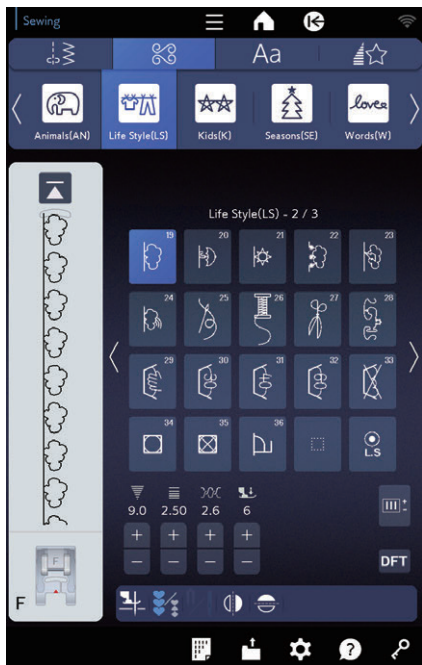 Sewing
Aa
Animals(AN) Life Style(LS) Kids(K) Seasons(SE) Words(W)
Life Style(LS) - 2 / 3
19 20 21 22 23
24 25 26 27 28
29 30 31 32 33
34 35 36
L.S
9.0 2.50 2.6 6
+ + + +
− − − −
DFT
F